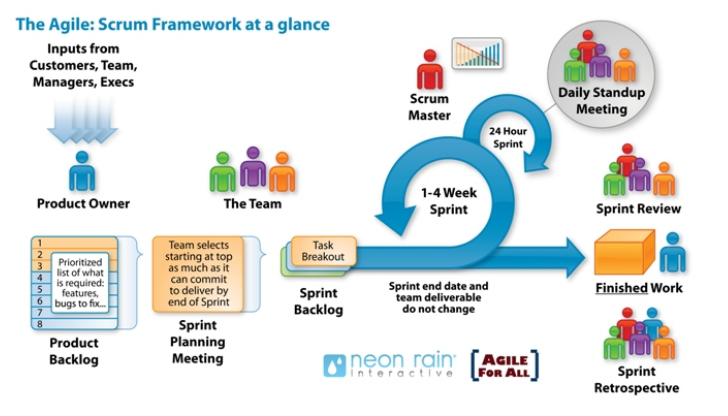 The Agile: Scrum Framework at a glance
Inputs from
Customers, Team,
Managers, Execs
Product Owner
The Team
Scrum
Master
Daily Standup
Meeting
24 Hour
Sprint
1-4 Week
Sprint
Sprint Review
1
2
3
4
5
6
7
8
Prioritized
list of what
is required:
features,
bugs to fix...
Product
Backlog
Team selects
starting at top
as much as it
can commit
to deliver by
end of Sprint
Sprint
Planning
Meeting
Task
Breakout
Sprint
Backlog
Sprint end date and
team deliverable
do not change
Finished Work
Sprint
Retrospective
neon rain
interactive
AGILE
FOR ALL